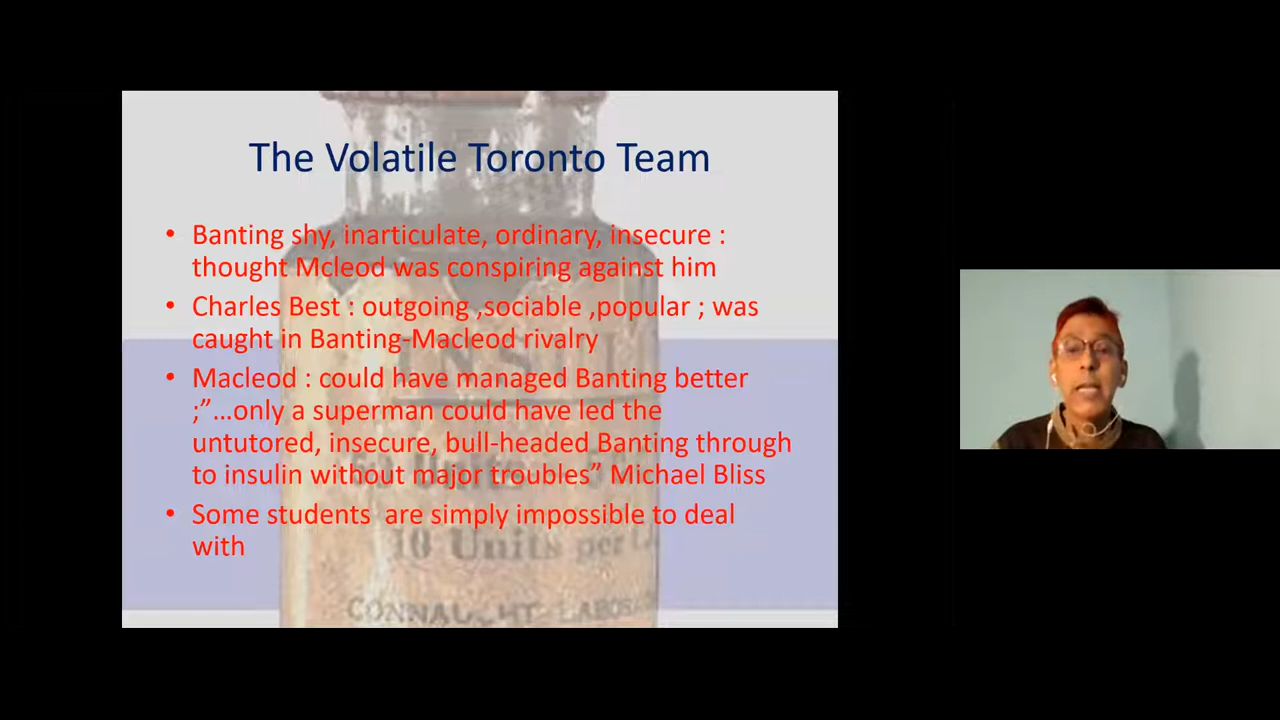 The Volatile Toronto Team
• Banting shy, inarticulate, ordinary, insecure :
thought Mcleod was conspiring against him
• Charles Best : outgoing ,sociable ,popular ; was
caught in Banting-Macleod rivalry
• Macleod : could have managed Banting better
;”…only a superman could have led the
untutored, insecure, bull-headed Banting through
to insulin without major troubles” Michael Bliss
• Some students  are simply impossible to deal
with
10 Units per
CONNAUGHT